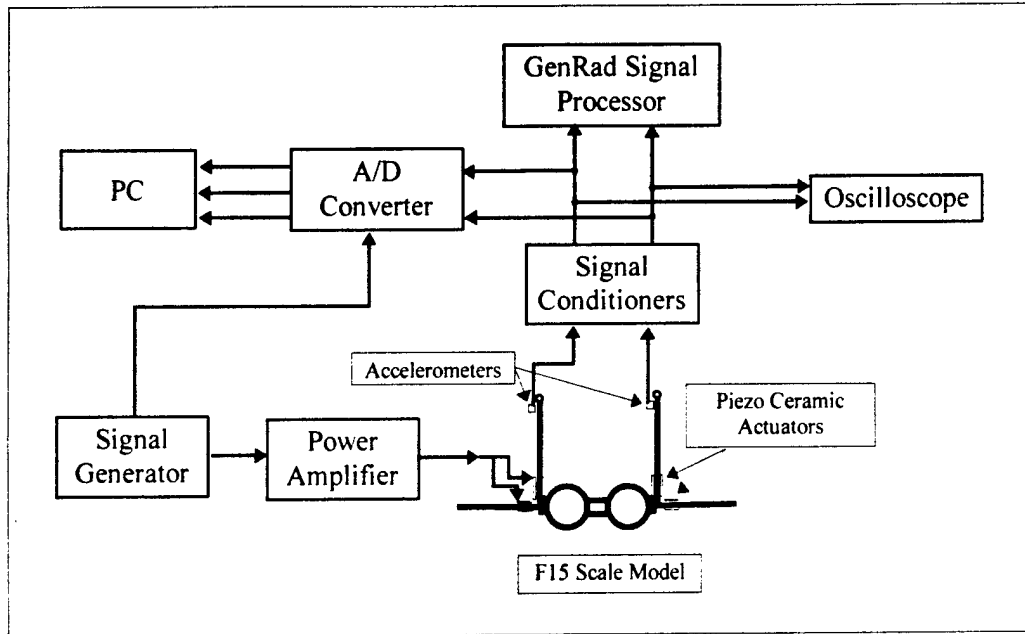 GenRad Signal
Processor
PC
A/D
Converter
Oscilloscope
Signal
Conditioners
Accelerometers
Piezo Ceramic
Actuators
Signal
Generator
Power
Amplifier
F15 Scale Model